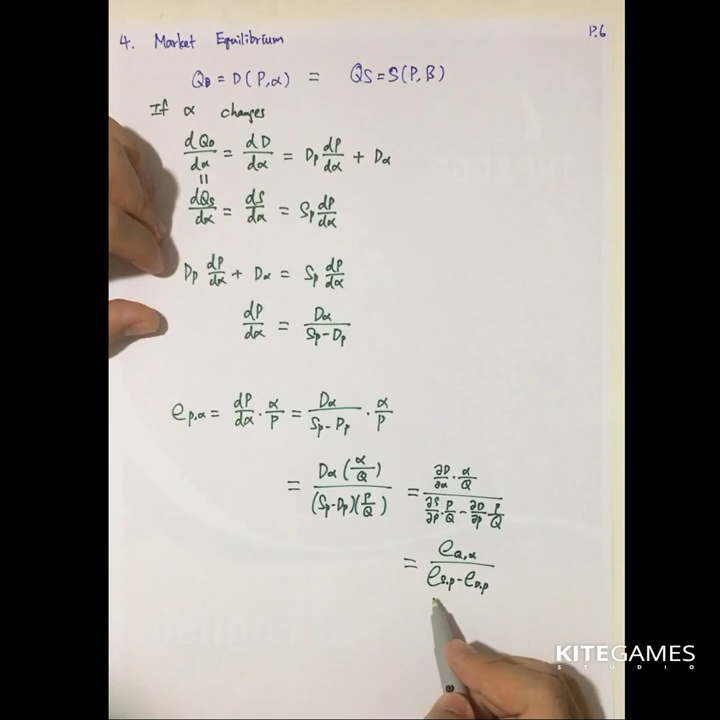 P.6
4. Market Equilibrium
Q_D = D(P,α) = Q_S = S(P,β)
If α changes
dQ_D/dα = dD/dα = D_P dP/dα + D_α
||
dQ_S/dα = dS/dα = S_P dP/dα
D_P dP/dα + D_α = S_P dP/dα
dP/dα = D_α/(S_P - D_P)
e_{P,α} = dP/dα · α/P = D_α/(S_P - D_P) · α/P
= D_α(α/Q)/((S_P - D_P)(P/Q)) = (∂D/∂α · α/Q)/(∂S/∂P · P/Q - ∂D/∂P · P/Q)
= e_{Q,α}/(e_{S,P} - e_{D,P})
KITEGAMES
STUDIO